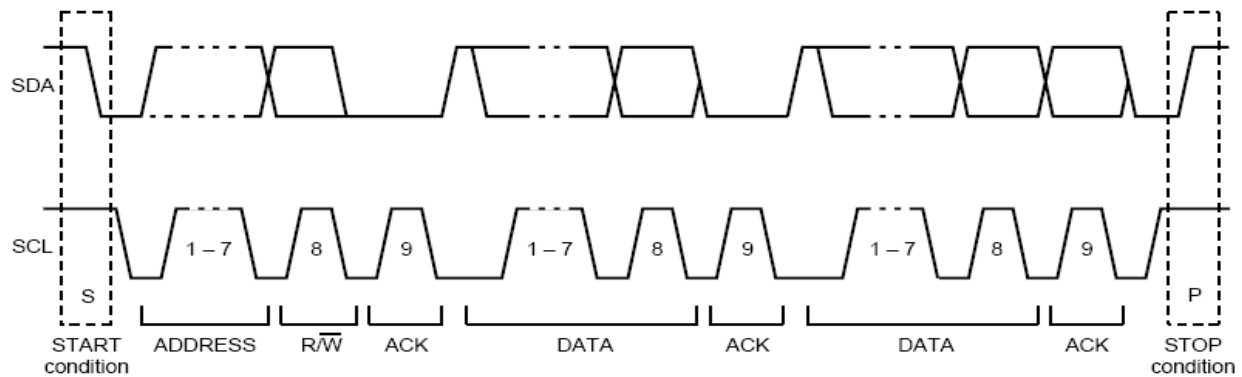 SDA
SCL
1 – 7
8
9
1 – 7
8
9
1 – 7
8
9
S
P
START
condition
ADDRESS
R/W̅
ACK
DATA
ACK
DATA
ACK
STOP
condition